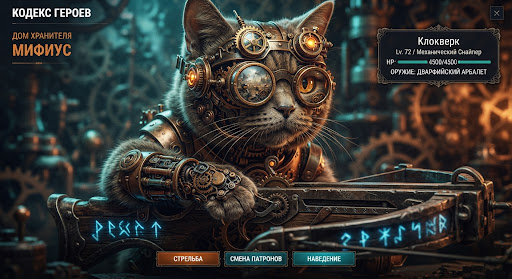 КОДЕКС ГЕРОЕВ
ДОМ ХРАНИТЕЛЯ
МИФИУС
Клокверк
Lv. 72 / Механический Снайпер
HP 4500/4500
ОРУЖИЕ: ДВАРФИЙСКИЙ АРБАЛЕТ
СТРЕЛЬБА
СМЕНА ПАТРОНОВ
НАВЕДЕНИЕ